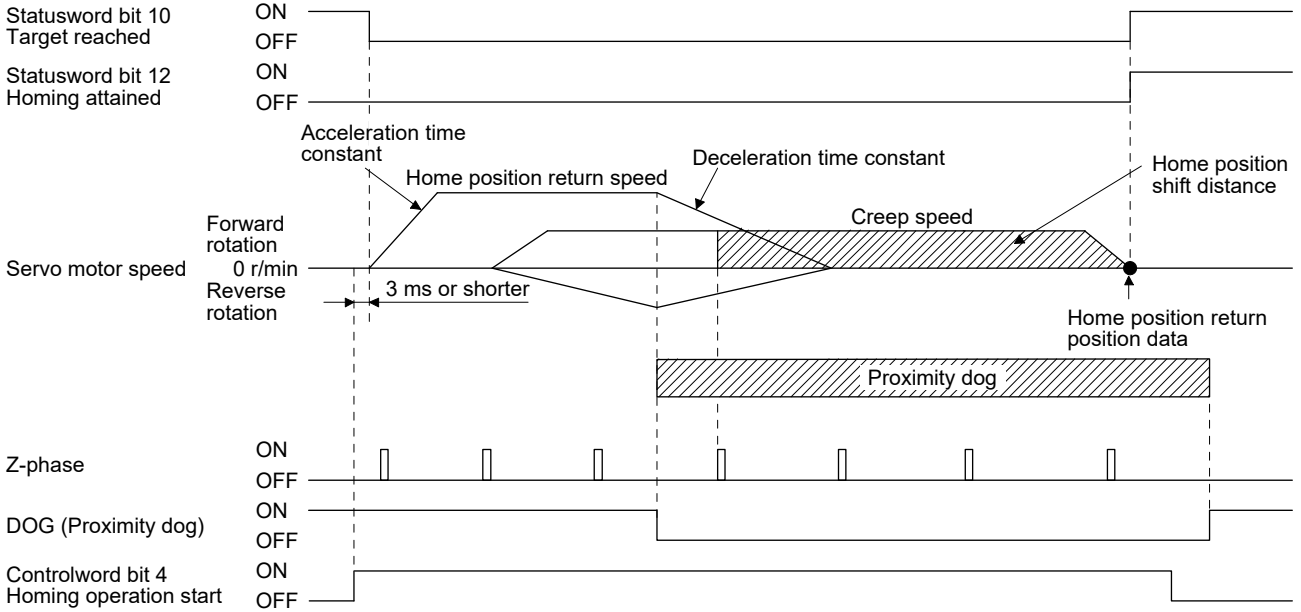 Statusword bit 10
Target reached
ON
OFF
Statusword bit 12
Homing attained
ON
OFF
Acceleration time
constant
Home position return speed
Deceleration time constant
Home position
shift distance
Creep speed
Forward
rotation
Servo motor speed
0 r/min
Reverse
rotation
3 ms or shorter
Home position return
position data
Proximity dog
Z-phase
ON
OFF
DOG (Proximity dog)
ON
OFF
Controlword bit 4
Homing operation start
ON
OFF